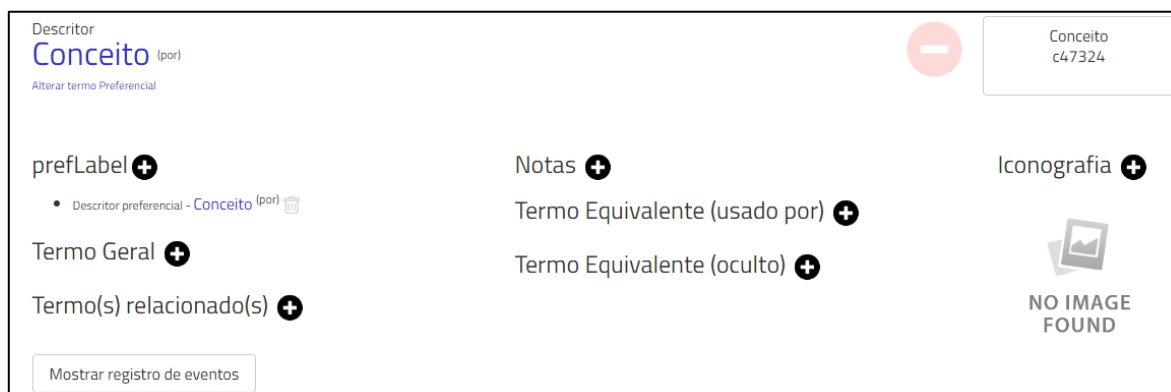 Descritor
Conceito (por)
Alterar termo Preferencial
Conceito
c47324
prefLabel
Descritor preferencial - Conceito (por)
Termo Geral
Termo(s) relacionado(s)
Mostrar registro de eventos
Notas
Termo Equivalente (usado por)
Termo Equivalente (oculto)
Iconografia
NO IMAGE
FOUND